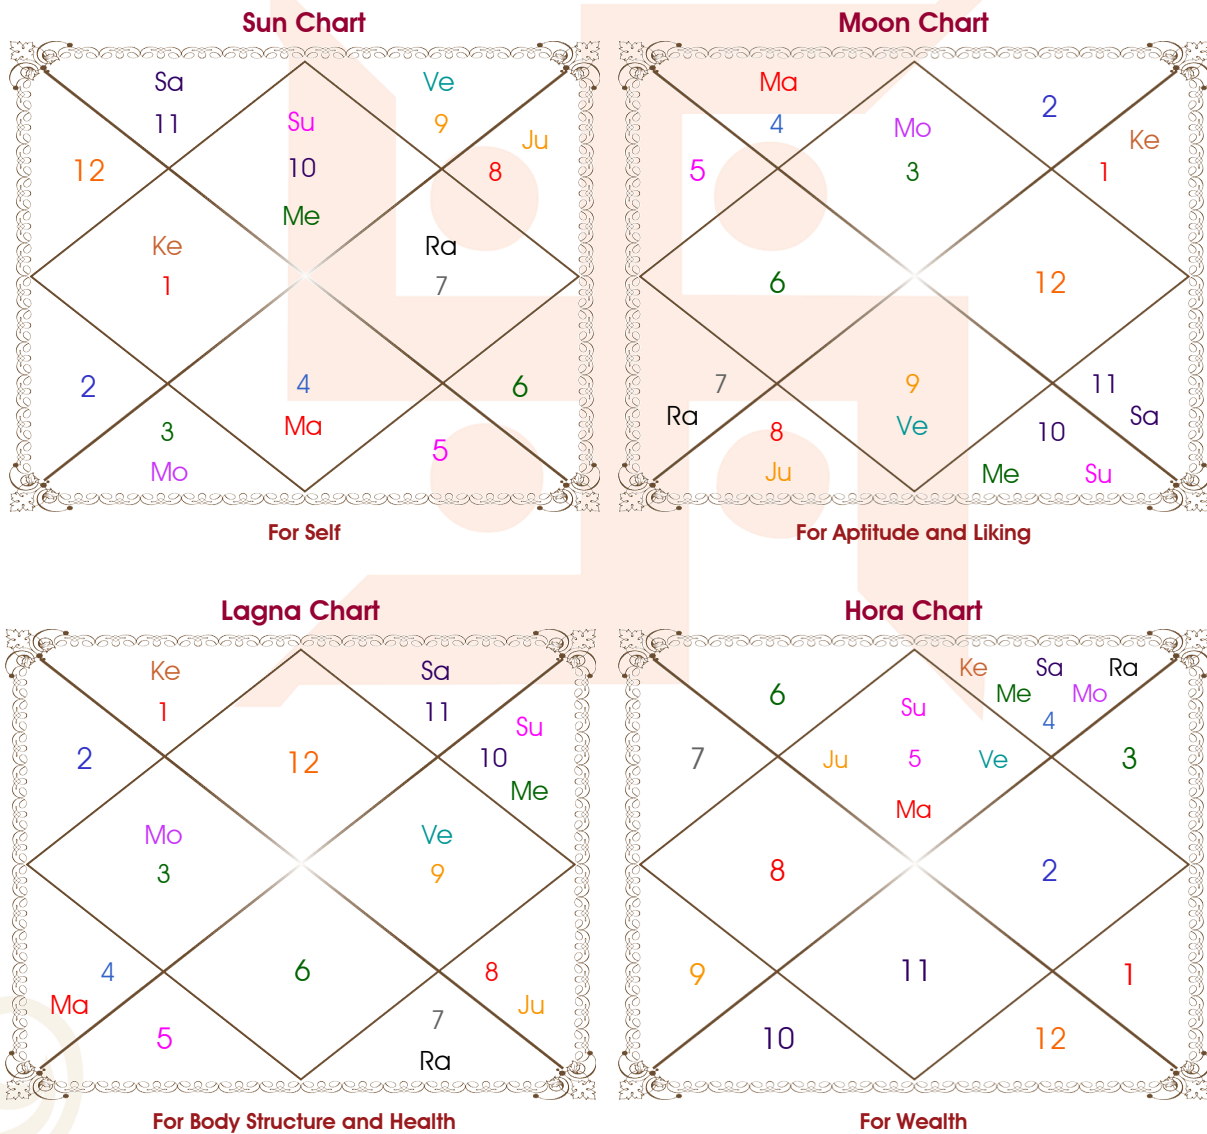 Sun Chart
Sa
11
Su
10
Me
Ve
9
Ju
8
12
Ke
1
Ra
7
2
3
Mo
4
Ma
5
6
For Self
Moon Chart
Ma
4
Mo
3
2
Ke
1
5
6
12
7
Ra
8
Ju
9
Ve
10
Me
Su
11
Sa
For Aptitude and Liking
Lagna Chart
Ke
1
12
Sa
11
Su
10
Me
2
Mo
3
Ve
9
4
Ma
5
6
7
Ra
8
Ju
For Body Structure and Health
Hora Chart
6
Su
Ju 5 Ve
Ma
Ke Sa Ra
Me Mo
4
7
3
8
2
9
10
11
12
1
For Wealth